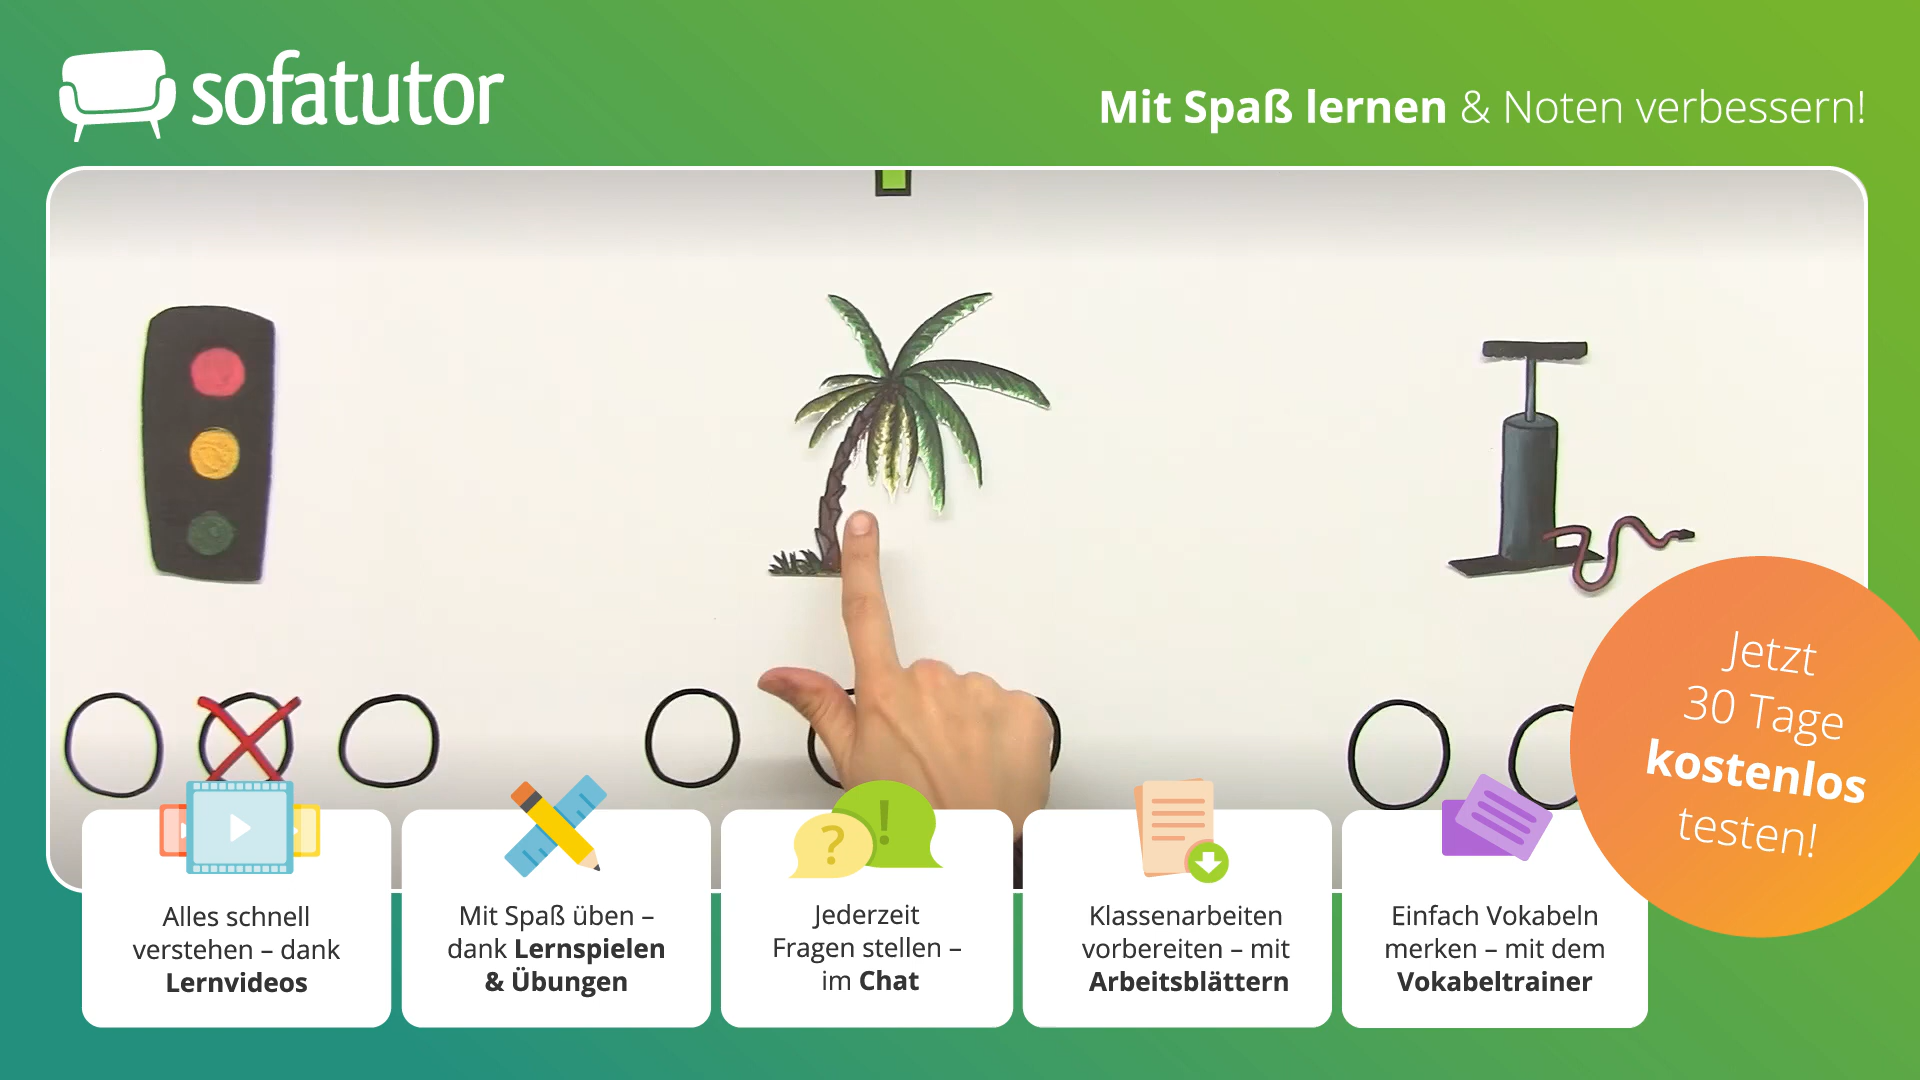 sofatutor
Mit Spaß lernen & Noten verbessern!
Jetzt
30 Tage
kostenlos
testen!
?
!
Alles schnell
verstehen – dank
Lernvideos
Mit Spaß üben –
dank Lernspielen
& Übungen
Jederzeit
Fragen stellen –
im Chat
Klassenarbeiten
vorbereiten – mit
Arbeitsblättern
Einfach Vokabeln
merken – mit dem
Vokabeltrainer